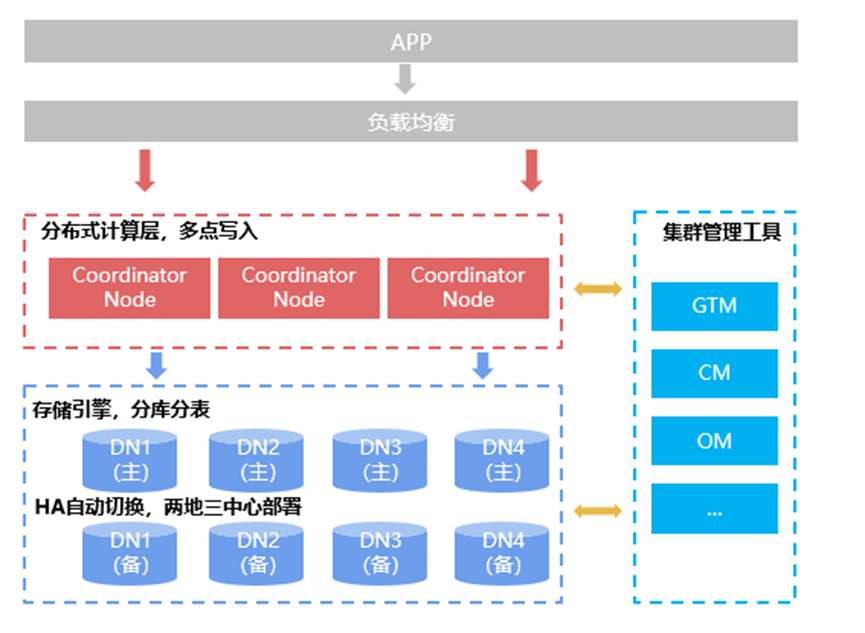 APP
负载均衡
分布式计算层，多点写入
Coordinator
Node
Coordinator
Node
Coordinator
Node
存储引擎，分库分表
DN1
(主)
DN2
(主)
DN3
(主)
DN4
(主)
HA自动切换，两地三中心部署
DN1
(备)
DN2
(备)
DN3
(备)
DN4
(备)
集群管理工具
GTM
CM
OM
...